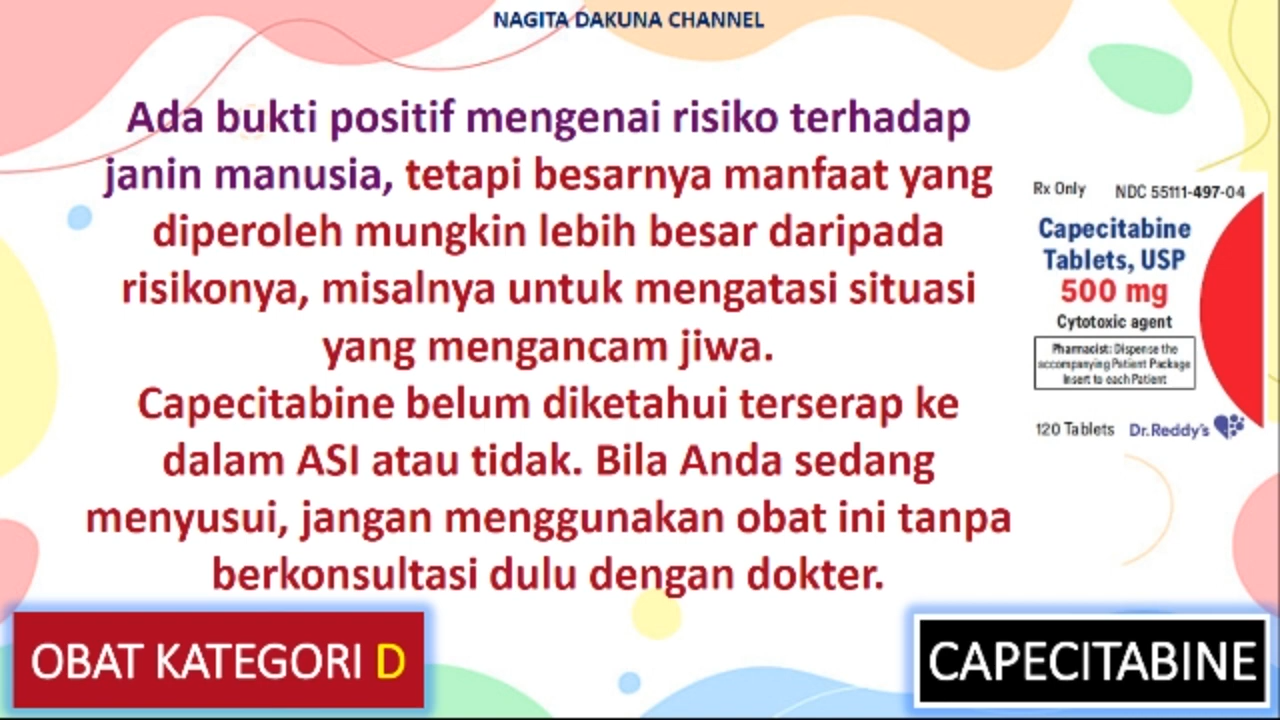 NAGITA DAKUNA CHANNEL
Ada bukti positif mengenai risiko terhadap
janin manusia, tetapi besarnya manfaat yang
diperoleh mungkin lebih besar daripada
risikonya, misalnya untuk mengatasi situasi
yang mengancam jiwa.
Capecitabine belum diketahui terserap ke
dalam ASI atau tidak. Bila Anda sedang
menyusui, jangan menggunakan obat ini tanpa
berkonsultasi dulu dengan dokter.
Rx Only NDC 55111-497-04
Capecitabine
Tablets, USP
500 mg
Cytotoxic agent
Pharmacist: Dispense the
accompanying Patient Package
Insert to each Patient
120 Tablets Dr.Reddy's
OBAT KATEGORI D
CAPECITABINE